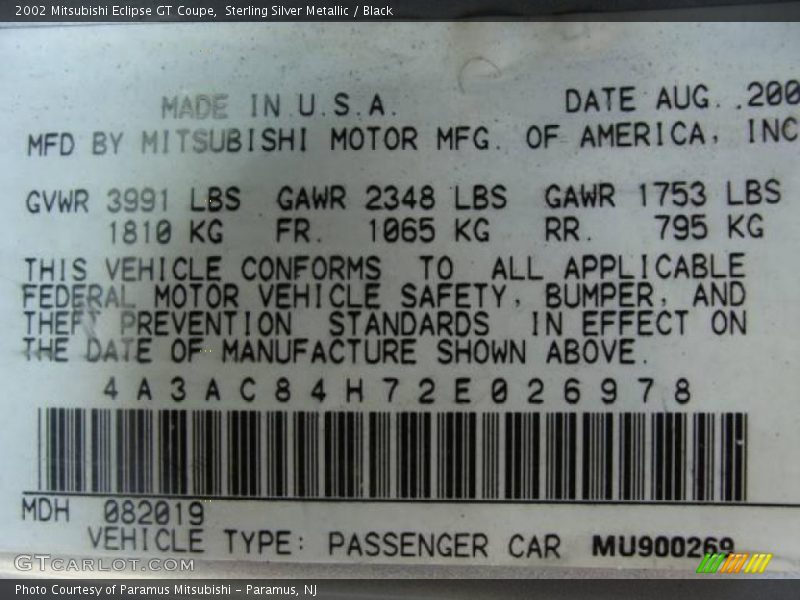 2002 Mitsubishi Eclipse GT Coupe,  Sterling Silver Metallic / Black
MADE IN U.S.A. DATE AUG. .200
MFD BY MITSUBISHI MOTOR MFG. OF AMERICA, INC
GVWR 3991 LBS GAWR 2348 LBS GAWR 1753 LBS
1810 KG FR. 1065 KG RR. 795 KG
THIS VEHICLE CONFORMS TO ALL APPLICABLE
FEDERAL MOTOR VEHICLE SAFETY, BUMPER, AND
THEFT PREVENTION STANDARDS IN EFFECT ON
THE DATE OF MANUFACTURE SHOWN ABOVE.
4A3AC84H72E026978
MDH 082019
VEHICLE TYPE: PASSENGER CAR MU900269
GTcarlot.com
Photo Courtesy of Paramus Mitsubishi – Paramus, NJ